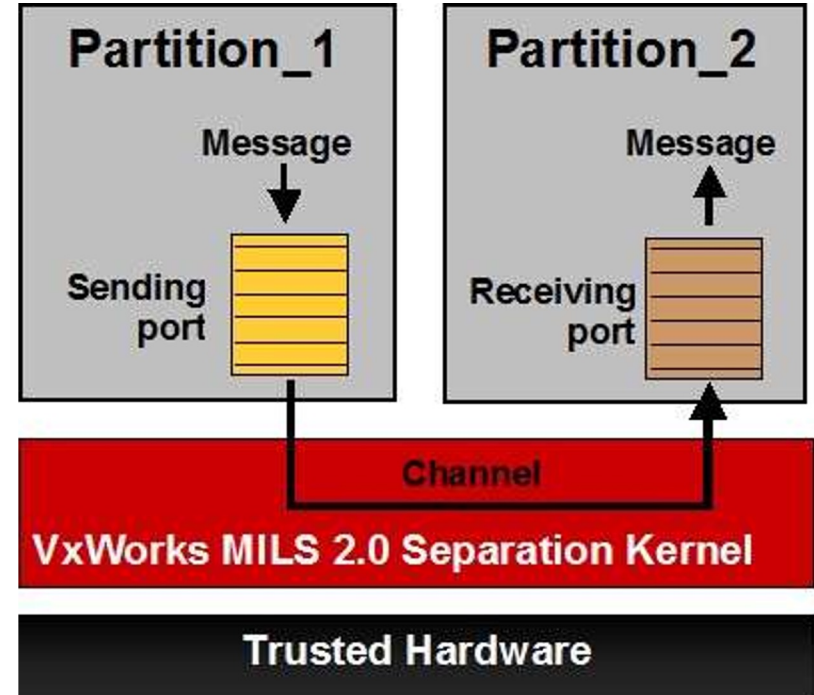 Partition_1
Message
Sending
port
Partition_2
Message
Receiving
port
Channel
VxWorks MILS 2.0 Separation Kernel
Trusted Hardware